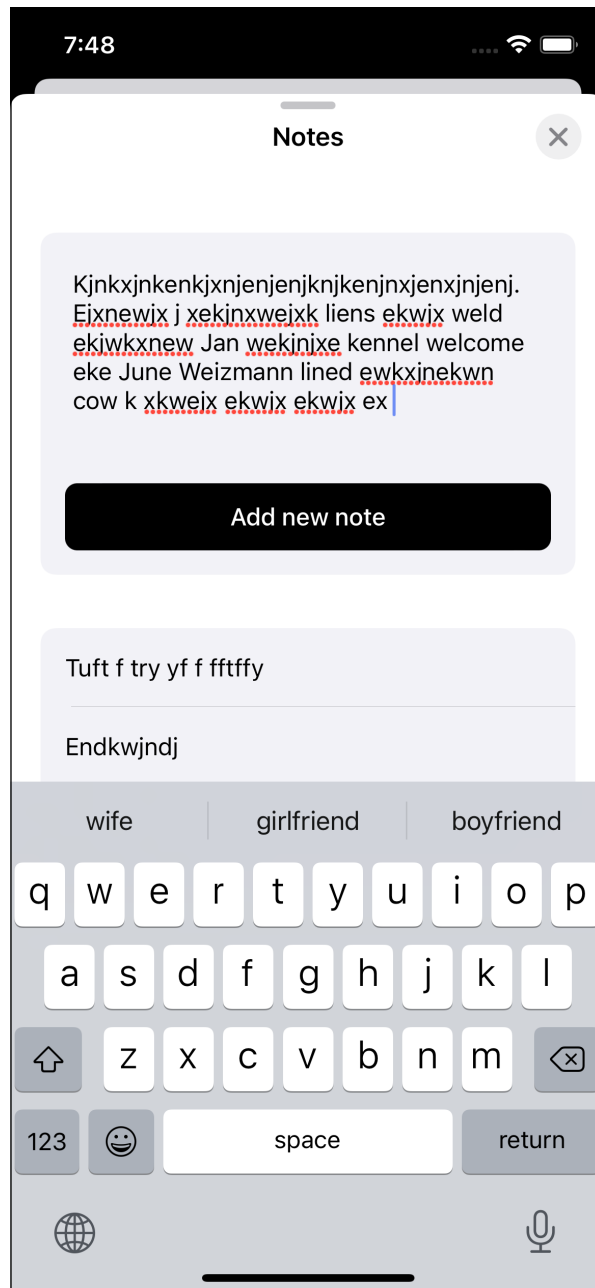 7:48
Notes
Kjnkxjnkenkjxnjenjenjknjkenjnxjenxjnjenj.
Ejxnewjx j xekjnxwejxk liens ekwjx weld
ekjwkxnew Jan wekjnjxe kennel welcome
eke June Weizmann lined ewkxjnekwn
cow k xkwejx ekwjx ekwjx ex
Add new note
Tuft f try yf f fftffy
Endkwjndj
wife girlfriend boyfriend
q w e r t y u i o p
a s d f g h j k l
z x c v b n m
123 space return